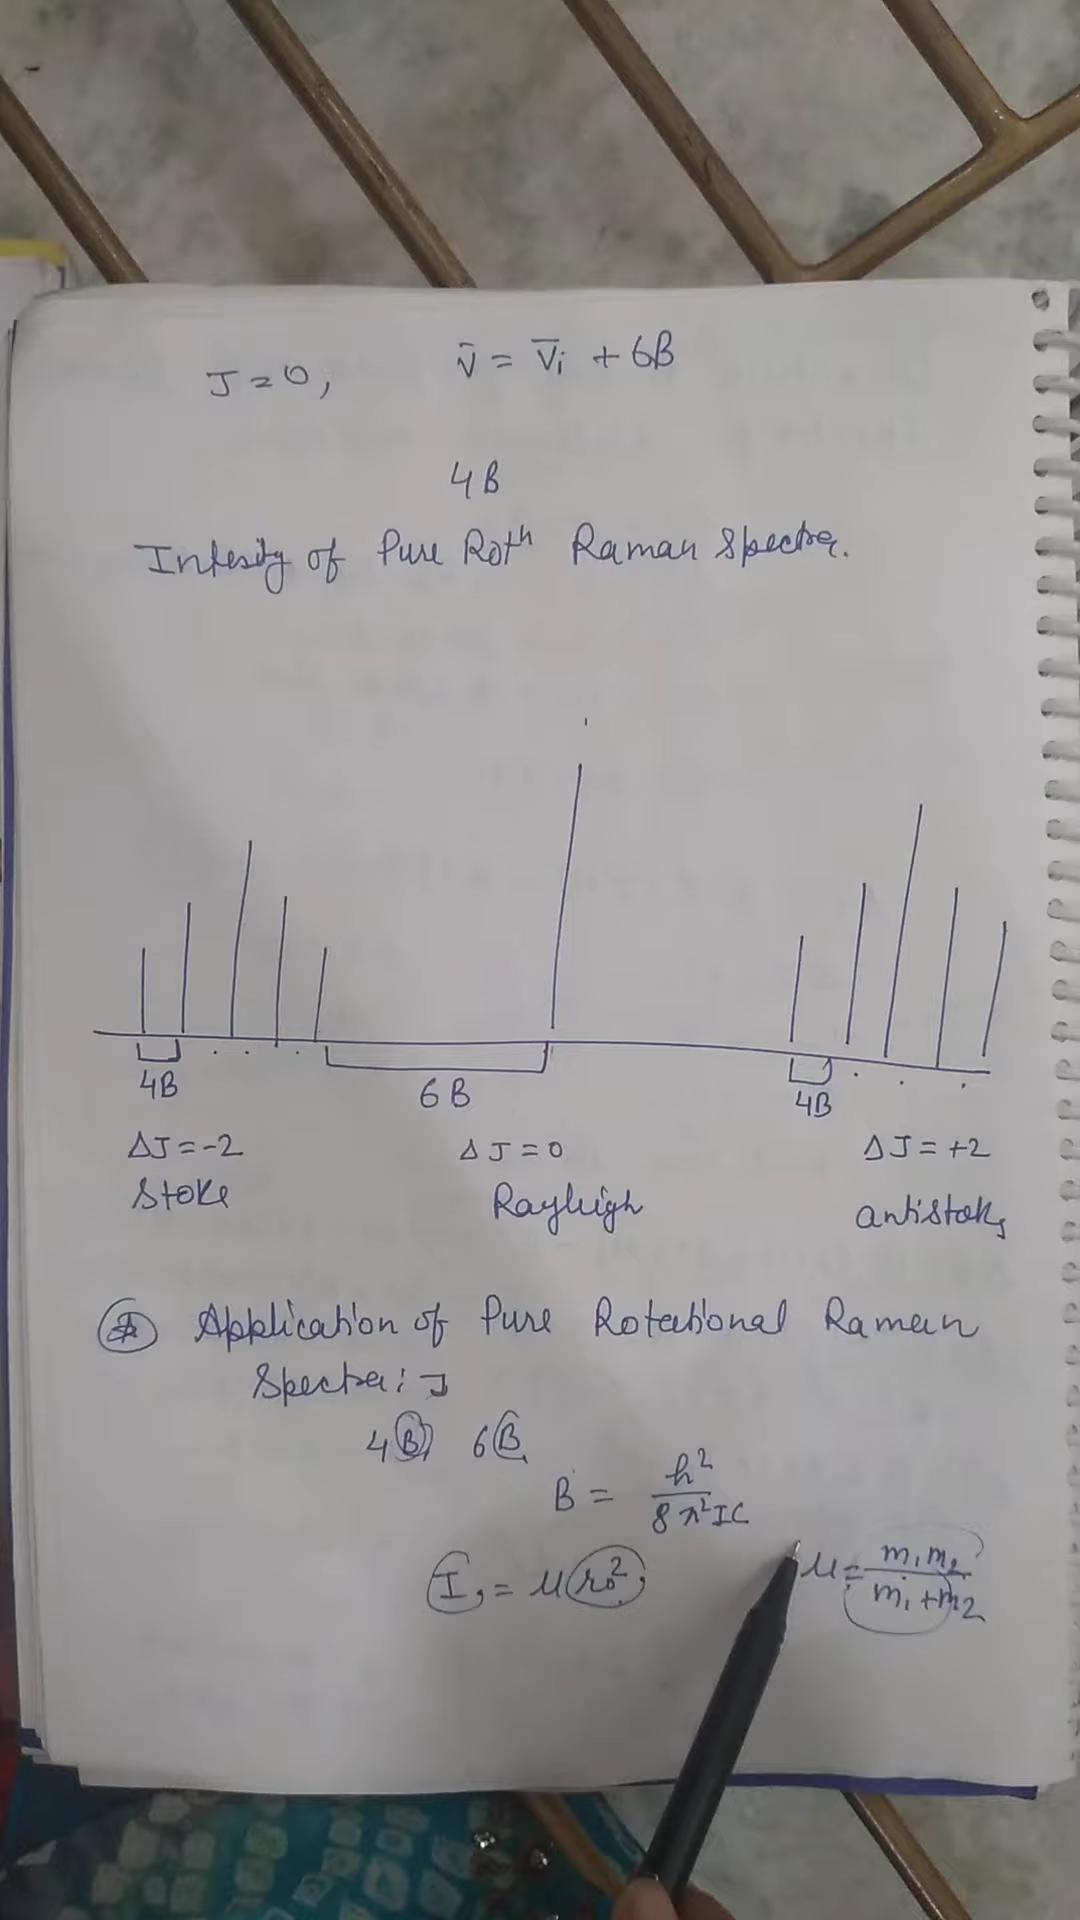 J = 0, ν̄ = ν̄i + 6B
4B
Intesity of Pure Rotn Raman Spectra.
4B 6B 4B
ΔJ = -2 ΔJ = 0 ΔJ = +2
Stoke Rayleigh antistoks
Application of Pure Rotational Raman
Spectra :-
4B, 6B
B = h²/8π²IC
I, = μr₀², μ = m₁m₂/m₁+m₂